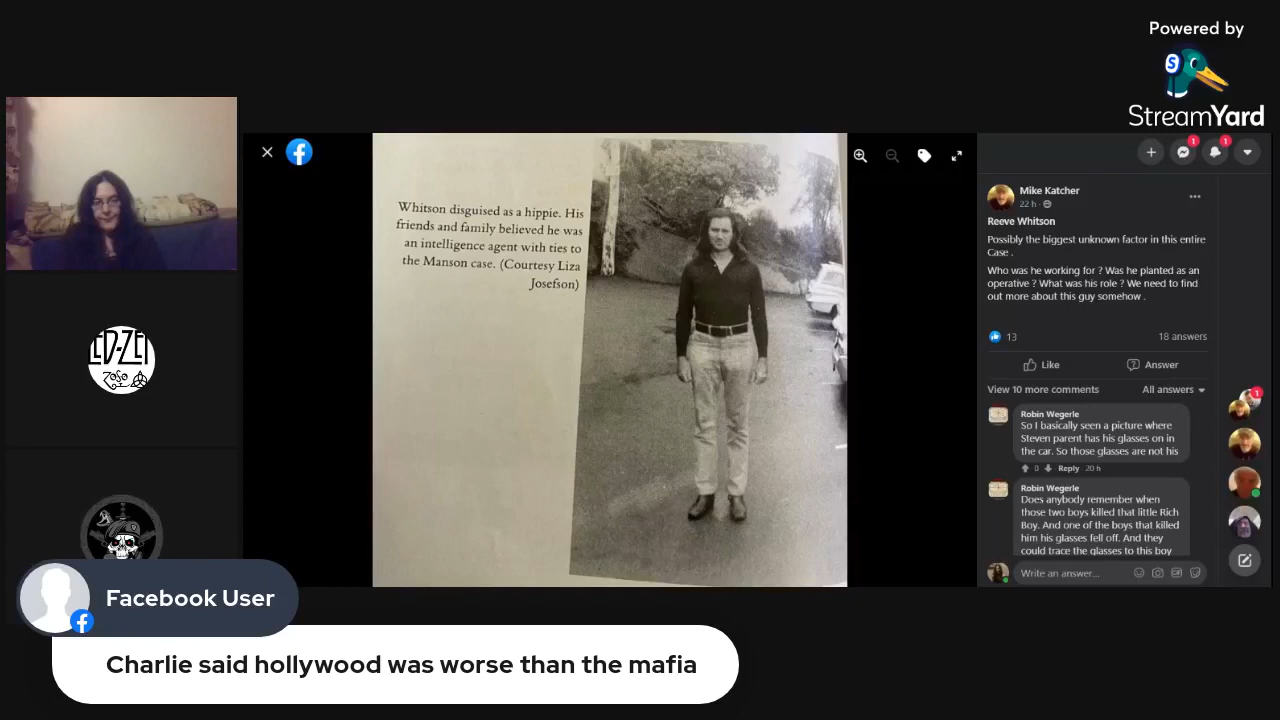 Powered by
S
StreamYard
Whitson disguised as a hippie. His
friends and family believed he was
an intelligence agent with ties to
the Manson case. (Courtesy Liza
Josefson)
Mike Katcher
22 h
Reeve Whitson
Possibly the biggest unknown factor in this entire
Case .
Who was he working for ? Was he planted as an
operative ? What was his role ? We need to find
out more about this guy somehow .
13
18 answers
Like
Answer
View 10 more comments
All answers
Robin Wegerle
So I basically seen a picture where
Steven parent has his glasses on in
the car. So those glasses are not his
0 Reply 20 h
Robin Wegerle
Does anybody remember when
those two boys killed that little Rich
Boy. And one of the boys that killed
him his glasses fell off. And they
could trace the glasses to this boy
Write an answer...
GIF
1
1
1
LED-ZEP
ZOSO
Facebook User
Charlie said hollywood was worse than the mafia